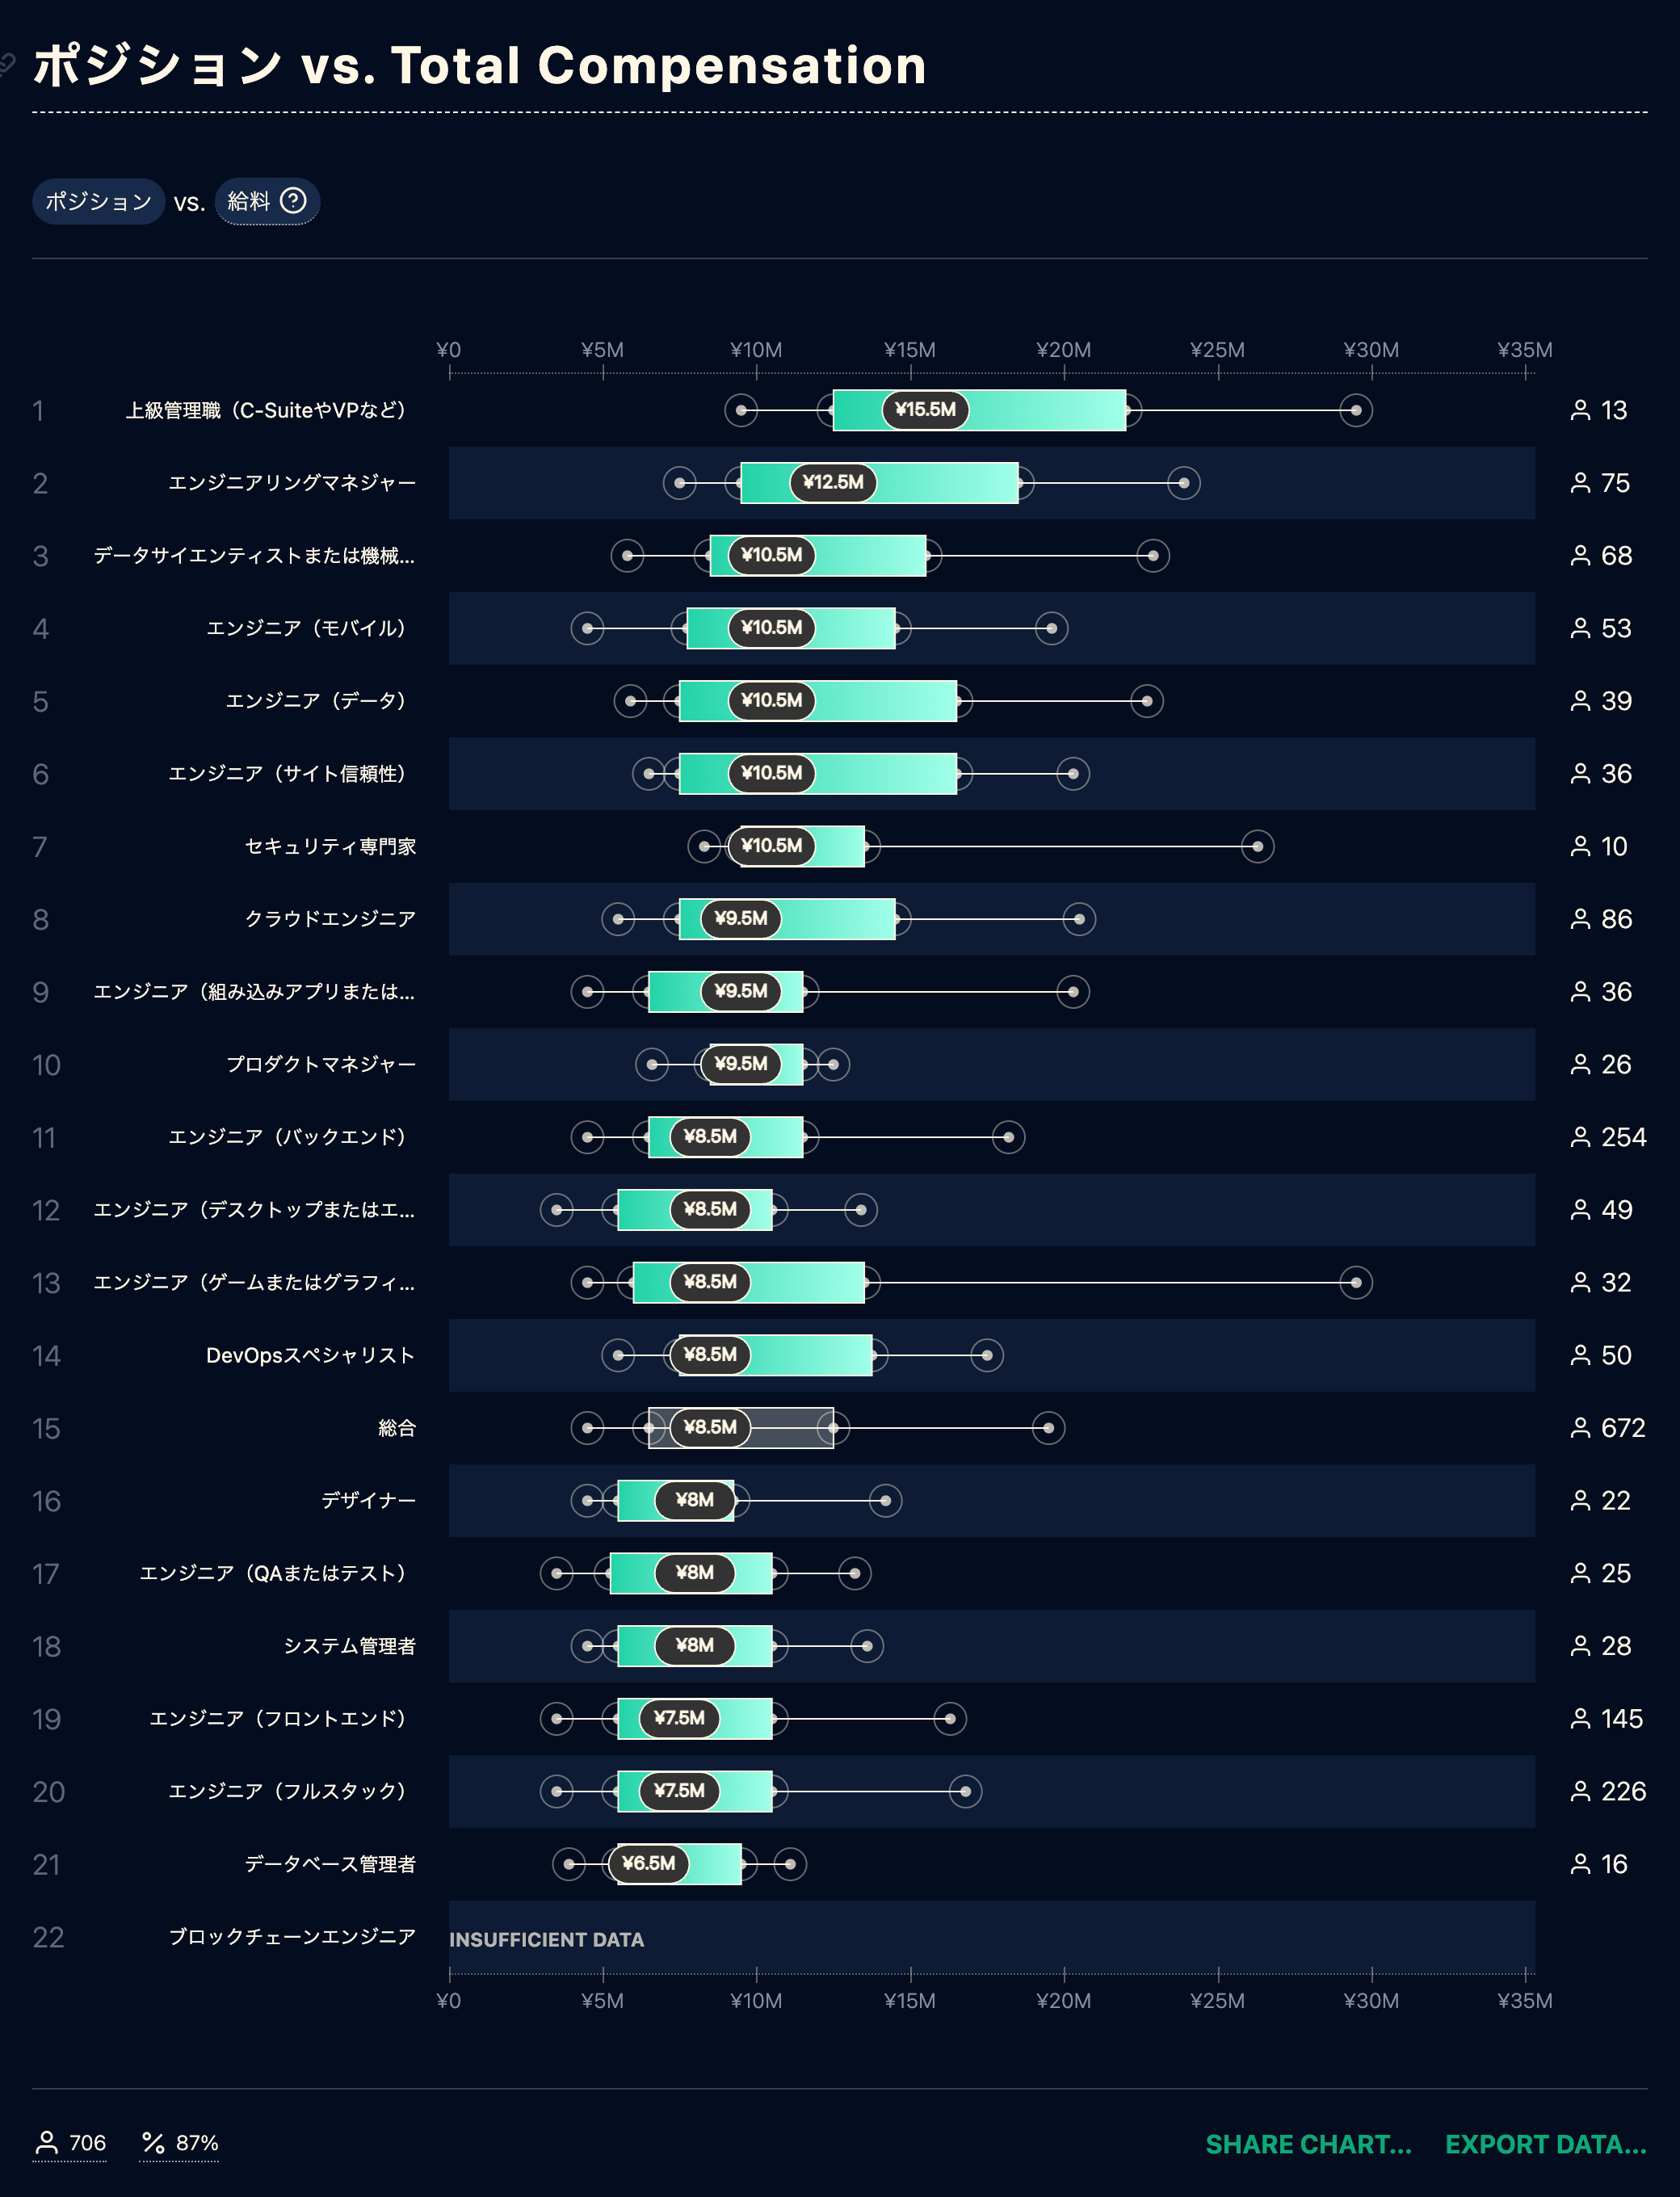 ポジション vs. Total Compensation
ポジション vs. 給料 ?
¥0 ¥5M ¥10M ¥15M ¥20M ¥25M ¥30M ¥35M
1 上級管理職（C-SuiteやVPなど） ¥15.5M 13
2 エンジニアリングマネジャー ¥12.5M 75
3 データサイエンティストまたは機械... ¥10.5M 68
4 エンジニア（モバイル） ¥10.5M 53
5 エンジニア（データ） ¥10.5M 39
6 エンジニア（サイト信頼性） ¥10.5M 36
7 セキュリティ専門家 ¥10.5M 10
8 クラウドエンジニア ¥9.5M 86
9 エンジニア（組み込みアプリまたは... ¥9.5M 36
10 プロダクトマネジャー ¥9.5M 26
11 エンジニア（バックエンド） ¥8.5M 254
12 エンジニア（デスクトップまたはエ... ¥8.5M 49
13 エンジニア（ゲームまたはグラフィ... ¥8.5M 32
14 DevOpsスペシャリスト ¥8.5M 50
15 総合 ¥8.5M 672
16 デザイナー ¥8M 22
17 エンジニア（QAまたはテスト） ¥8M 25
18 システム管理者 ¥8M 28
19 エンジニア（フロントエンド） ¥7.5M 145
20 エンジニア（フルスタック） ¥7.5M 226
21 データベース管理者 ¥6.5M 16
22 ブロックチェーンエンジニア INSUFFICIENT DATA
¥0 ¥5M ¥10M ¥15M ¥20M ¥25M ¥30M ¥35M
706 87% SHARE CHART... EXPORT DATA...